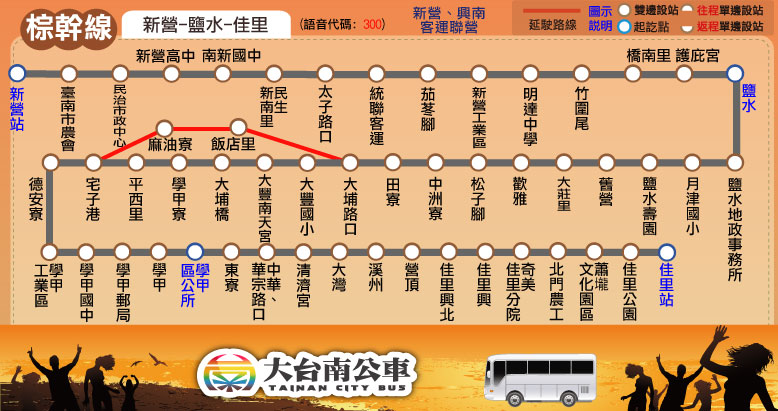 棕幹線
新營-鹽水-佳里
(語音代碼：300)
新營、興南
客運聯營
延駛路線
圖示
說明
雙邊設站
往程單邊設站
起訖點
返程單邊設站
新營站
臺南市農會
民治市政中心
新營高中
南新國中
民生
新南里
太子路口
統聯客運
茄苳腳
新營工業區
明達中學
竹圍尾
橋南里
護庇宮
鹽水
麻油寮
飯店里
德安寮
宅子港
平西里
學甲寮
大埔橋
大豐南天宮
大豐國小
大埔路口
田寮
中洲寮
松子腳
歡雅
大莊里
舊營
鹽水壽園
月津國小
鹽水地政事務所
學甲
工業區
學甲國中
學甲郵局
學甲
學甲
區公所
東寮
中華、
華宗路口
清濟宮
大灣
溪州
營頂
佳里興北
佳里興
奇美
佳里分院
北門農工
蕭壠
文化園區
佳里公園
佳里站
大台南公車
TAINAN CITY BUS